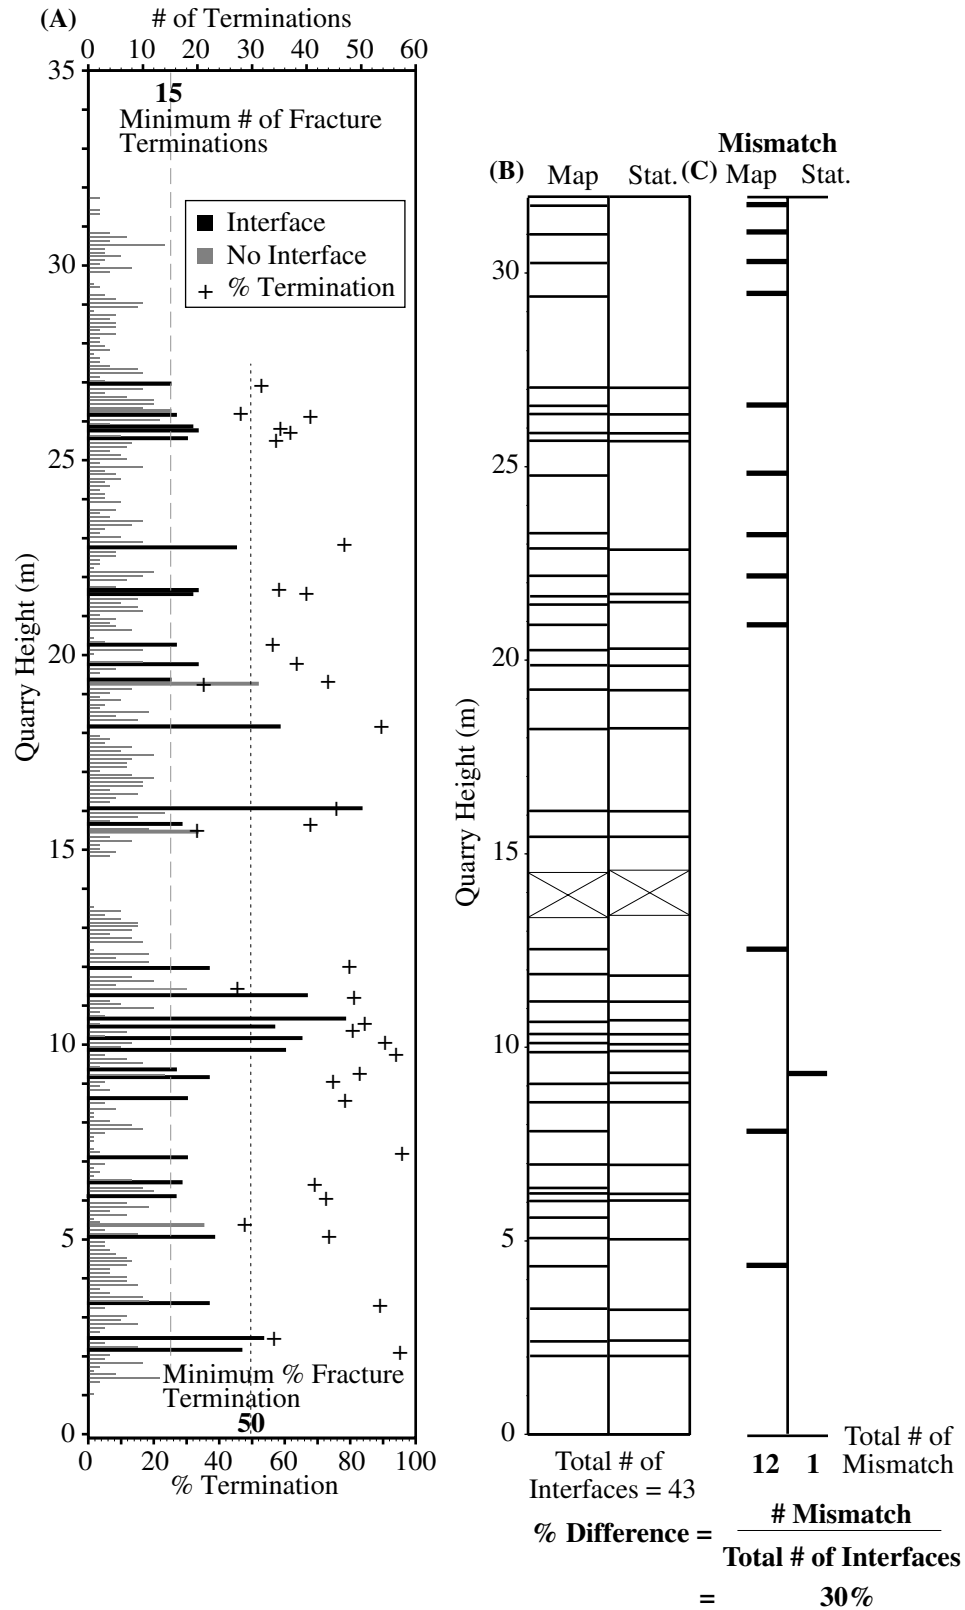 (A)
# of Terminations
0 10 20 30 40 50 60
35
15
Minimum # of Fracture
Terminations
Interface
No Interface
+ % Termination
30
25
20
15
10
5
0
Quarry Height (m)
Minimum % Fracture
Termination
50
0 20 40 60 80 100
% Termination
(B) Map Stat.
30
25
20
15
10
5
0
Quarry Height (m)
Total # of
Interfaces = 43
Mismatch
(C) Map Stat.
12 1 Total # of
Mismatch
% Difference = # Mismatch
Total # of Interfaces
= 30%